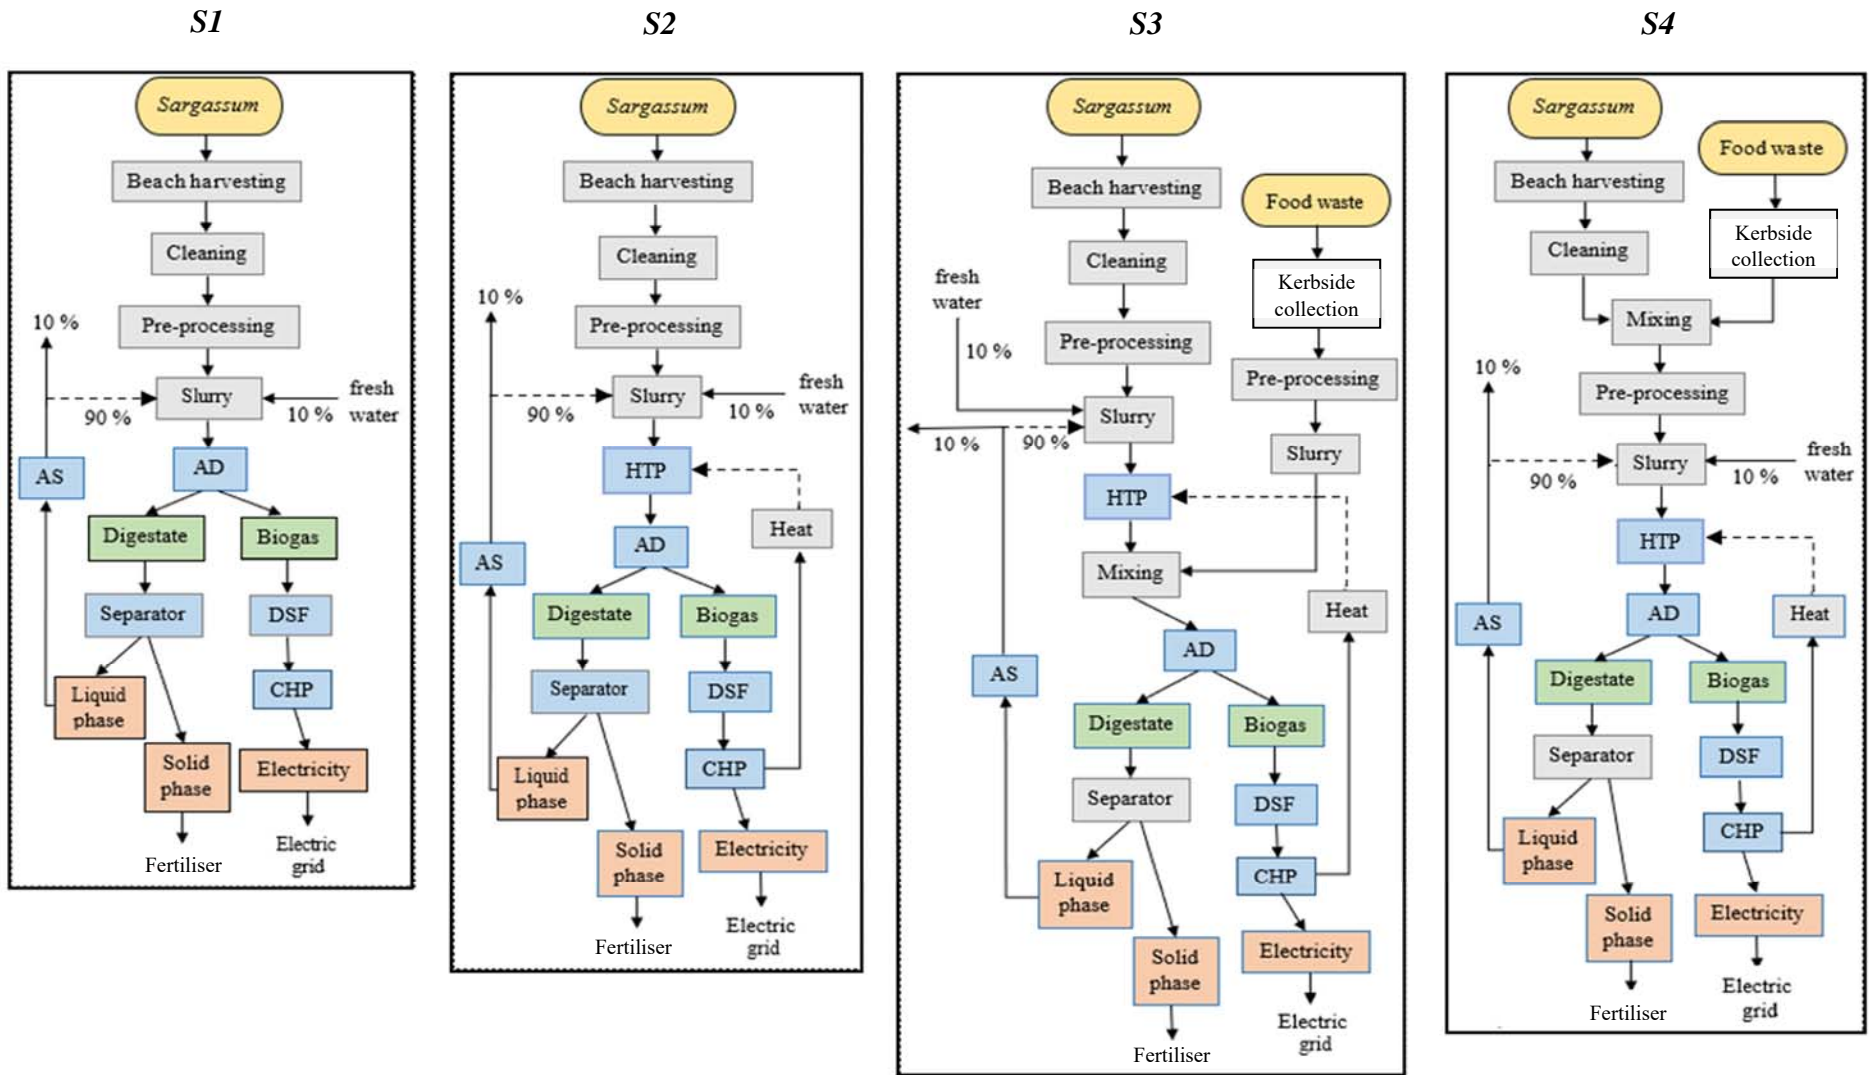 S1
Sargassum
Beach harvesting
Cleaning
Pre-processing
10 %
Slurry
90 %
10 %
fresh
water
AS
AD
Digestate
Biogas
Separator
DSF
Liquid
phase
CHP
Solid
phase
Electricity
Fertiliser
Electric
grid
S2
Sargassum
Beach harvesting
Cleaning
10 %
Pre-processing
Slurry
90 %
10 %
fresh
water
HTP
Heat
AS
AD
Digestate
Biogas
Separator
DSF
Liquid
phase
CHP
Solid
phase
Electricity
Fertiliser
Electric
grid
S3
Sargassum
Beach harvesting
Food waste
Cleaning
Kerbside
collection
fresh
water
10 %
Pre-processing
Pre-processing
Slurry
10 %
90 %
Slurry
HTP
Mixing
Heat
AS
AD
Digestate
Biogas
Separator
DSF
Liquid
phase
CHP
Solid
phase
Electricity
Fertiliser
Electric
grid
S4
Sargassum
Food waste
Beach harvesting
Kerbside
collection
Cleaning
Mixing
10 %
Pre-processing
Slurry
90 %
10 %
fresh
water
HTP
Heat
AS
AD
Digestate
Biogas
Separator
DSF
Liquid
phase
CHP
Solid
phase
Electricity
Fertiliser
Electric
grid